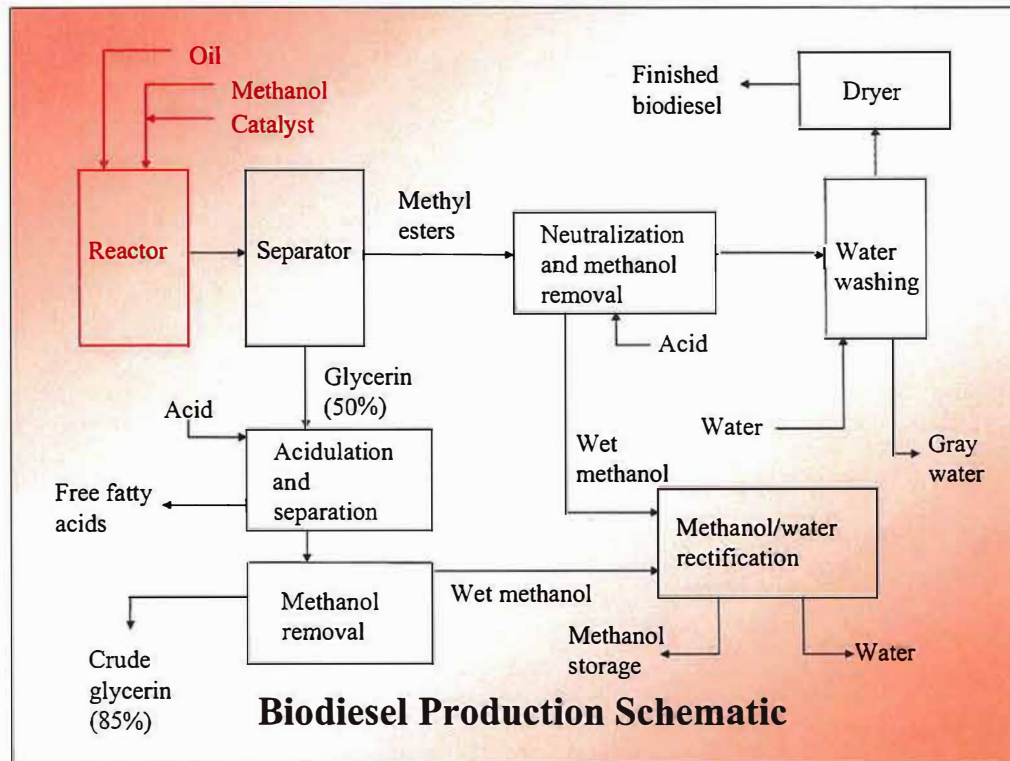 Oil
Methanol
Catalyst
Finished
biodiesel
Dryer
Reactor
Separator
Methyl
esters
Neutralization
and methanol
removal
Water
washing
Acid
Glycerin
(50%)
Acid
Water
Gray
water
Acidulation
and
separation
Wet
methanol
Free fatty
acids
Methanol/water
rectification
Methanol
removal
Wet methanol
Methanol
storage
Water
Crude
glycerin
(85%)
Biodiesel Production Schematic